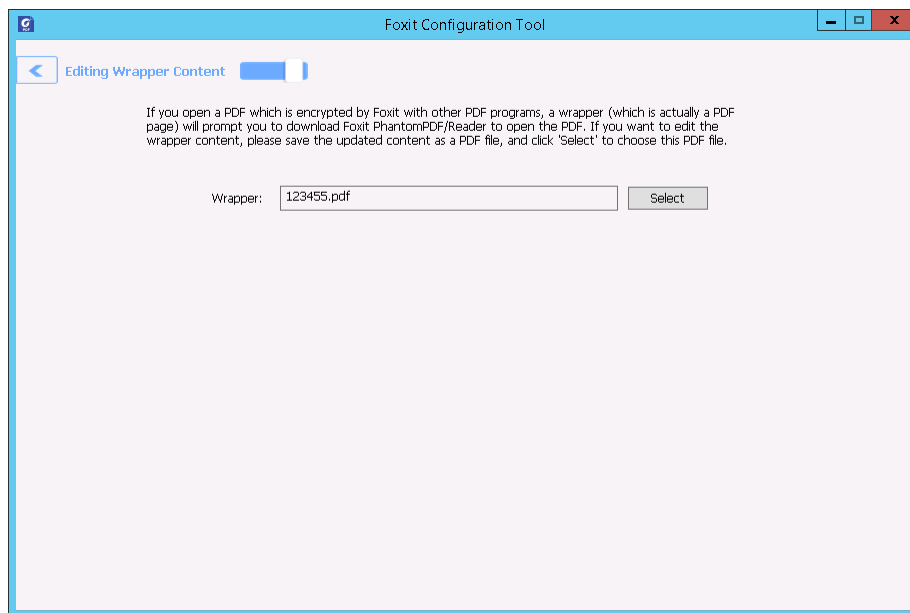 Foxit Configuration Tool
Editing Wrapper Content
If you open a PDF which is encrypted by Foxit with other PDF programs, a wrapper (which is actually a PDF
page) will prompt you to download Foxit PhantomPDF/Reader to open the PDF. If you want to edit the
wrapper content, please save the updated content as a PDF file, and click 'Select' to choose this PDF file.
Wrapper: 123455.pdf Select